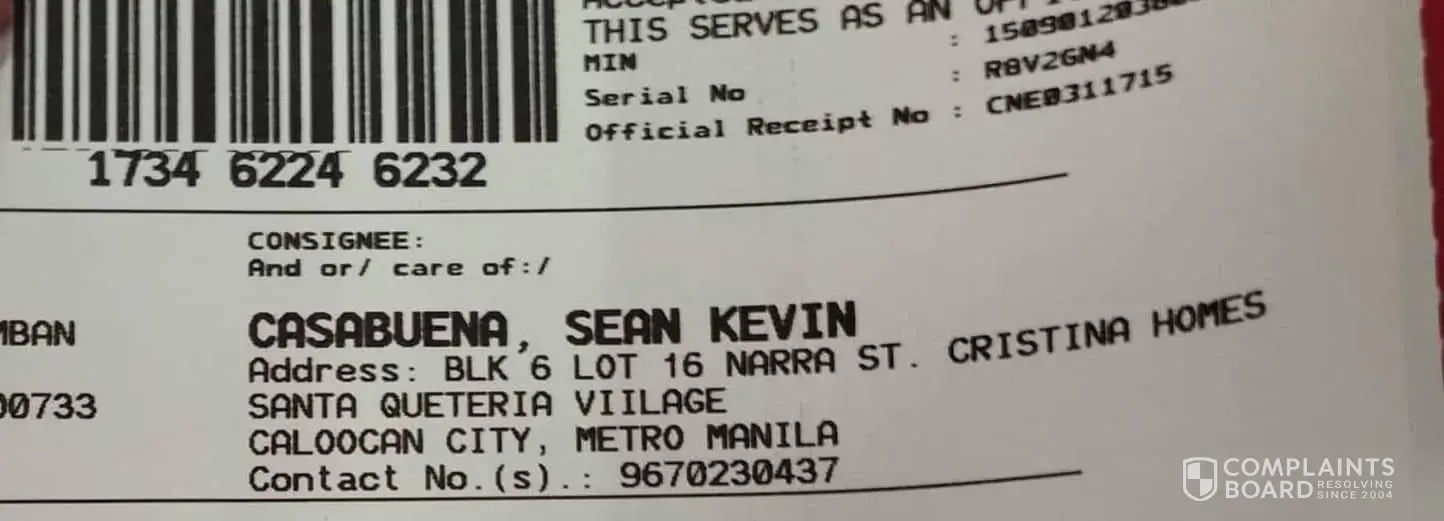 THIS SERVES AS AN
MIN :
Serial No : R8V2GN4
Official Receipt No : CNE0311715
1734 6224 6232
CONSIGNEE:
And or/ care of:/
CASABUENA, SEAN KEVIN
Address: BLK 6 LOT 16 NARRA ST. CRISTINA HOMES
SANTA QUETERIA VIILAGE
CALOOCAN CITY, METRO MANILA
Contact No.(s).: 9670230437
COMPLAINTS
BOARD RESOLVING
SINCE 2004